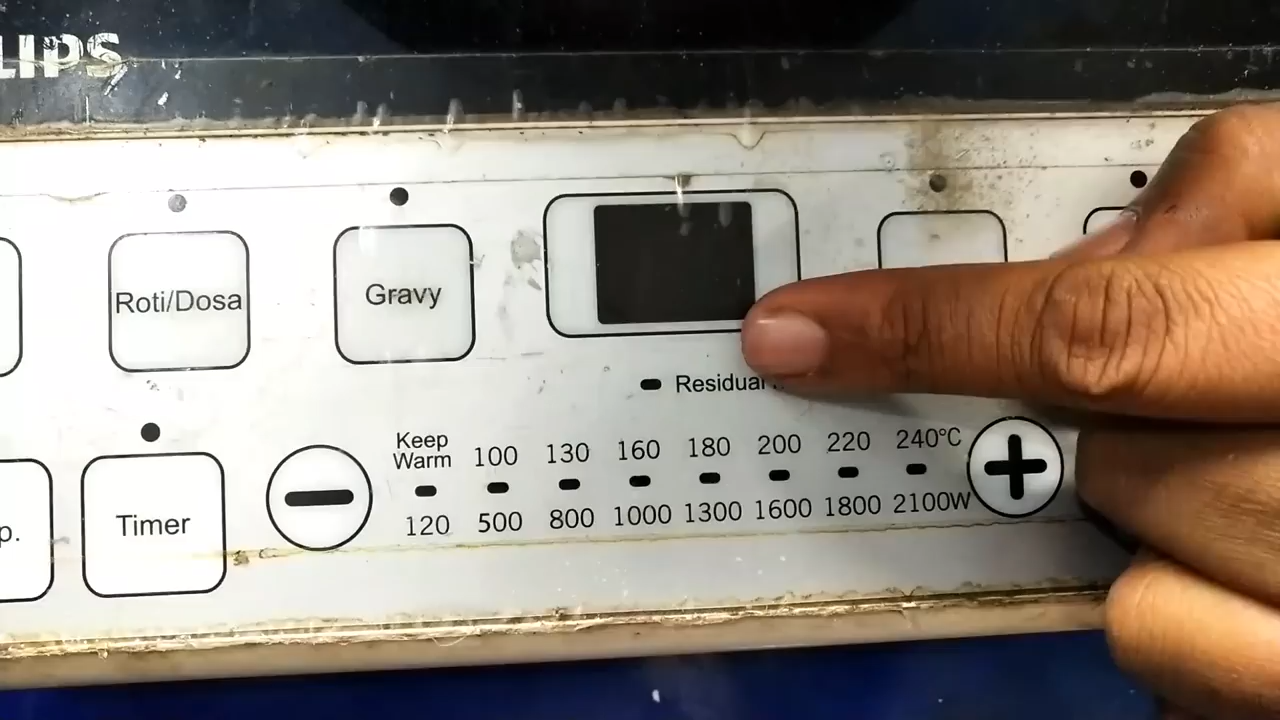 LIPS
Roti/Dosa
Gravy
Residual
Keep Warm 100 130 160 180 200 220 240°C
p.
Timer
120 500 800 1000 1300 1600 1800 2100W